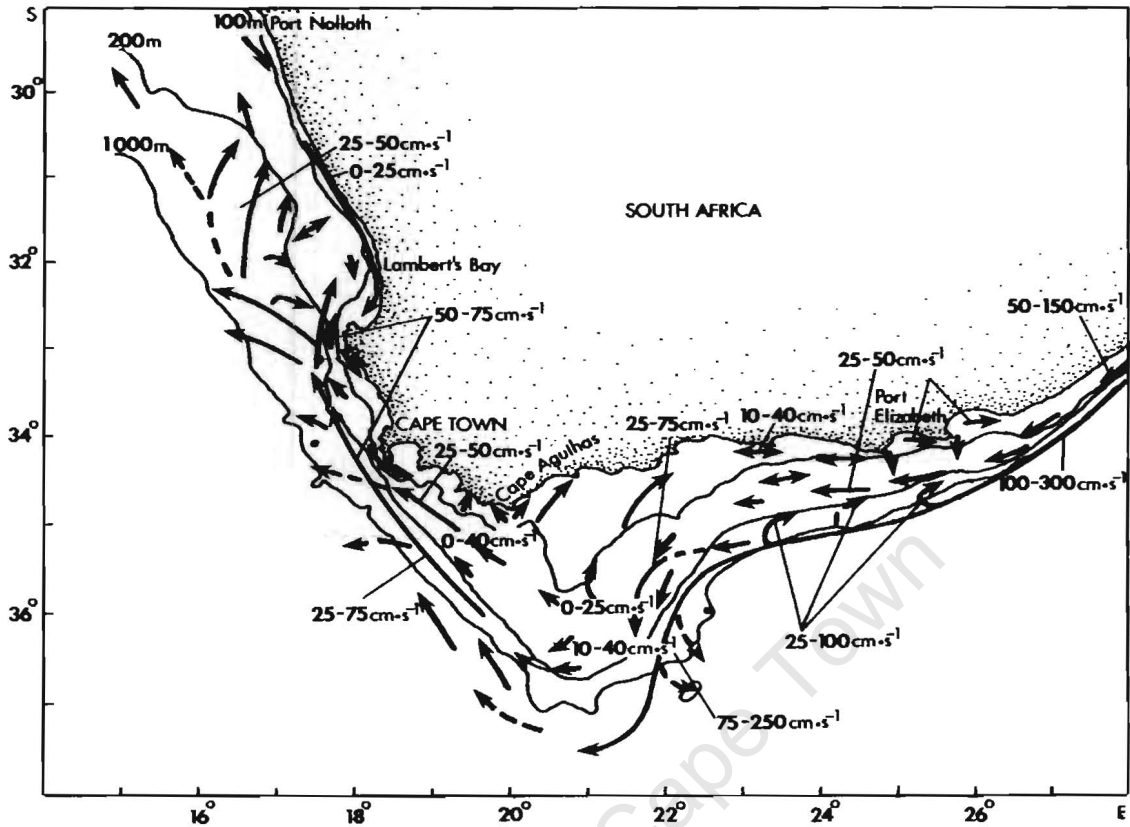 S
100m Port Nolloth
200m
30°
1000m
25-50cm·s⁻¹
0-25cm·s⁻¹
SOUTH AFRICA
32°
Lambert's Bay
50-75cm·s⁻¹
50-150cm·s⁻¹
25-50cm·s⁻¹
Port
Elizabeth
10-40cm·s⁻¹
25-75cm·s⁻¹
34°
CAPE TOWN
25-50cm·s⁻¹
Cape Agulhas
100-300cm·s⁻¹
0-40cm·s⁻¹
25-75cm·s⁻¹
0-25cm·s⁻¹
36°
10-40cm·s⁻¹
25-100cm·s⁻¹
75-250cm·s⁻¹
16°
18°
20°
22°
24°
26°
E
Cape Town